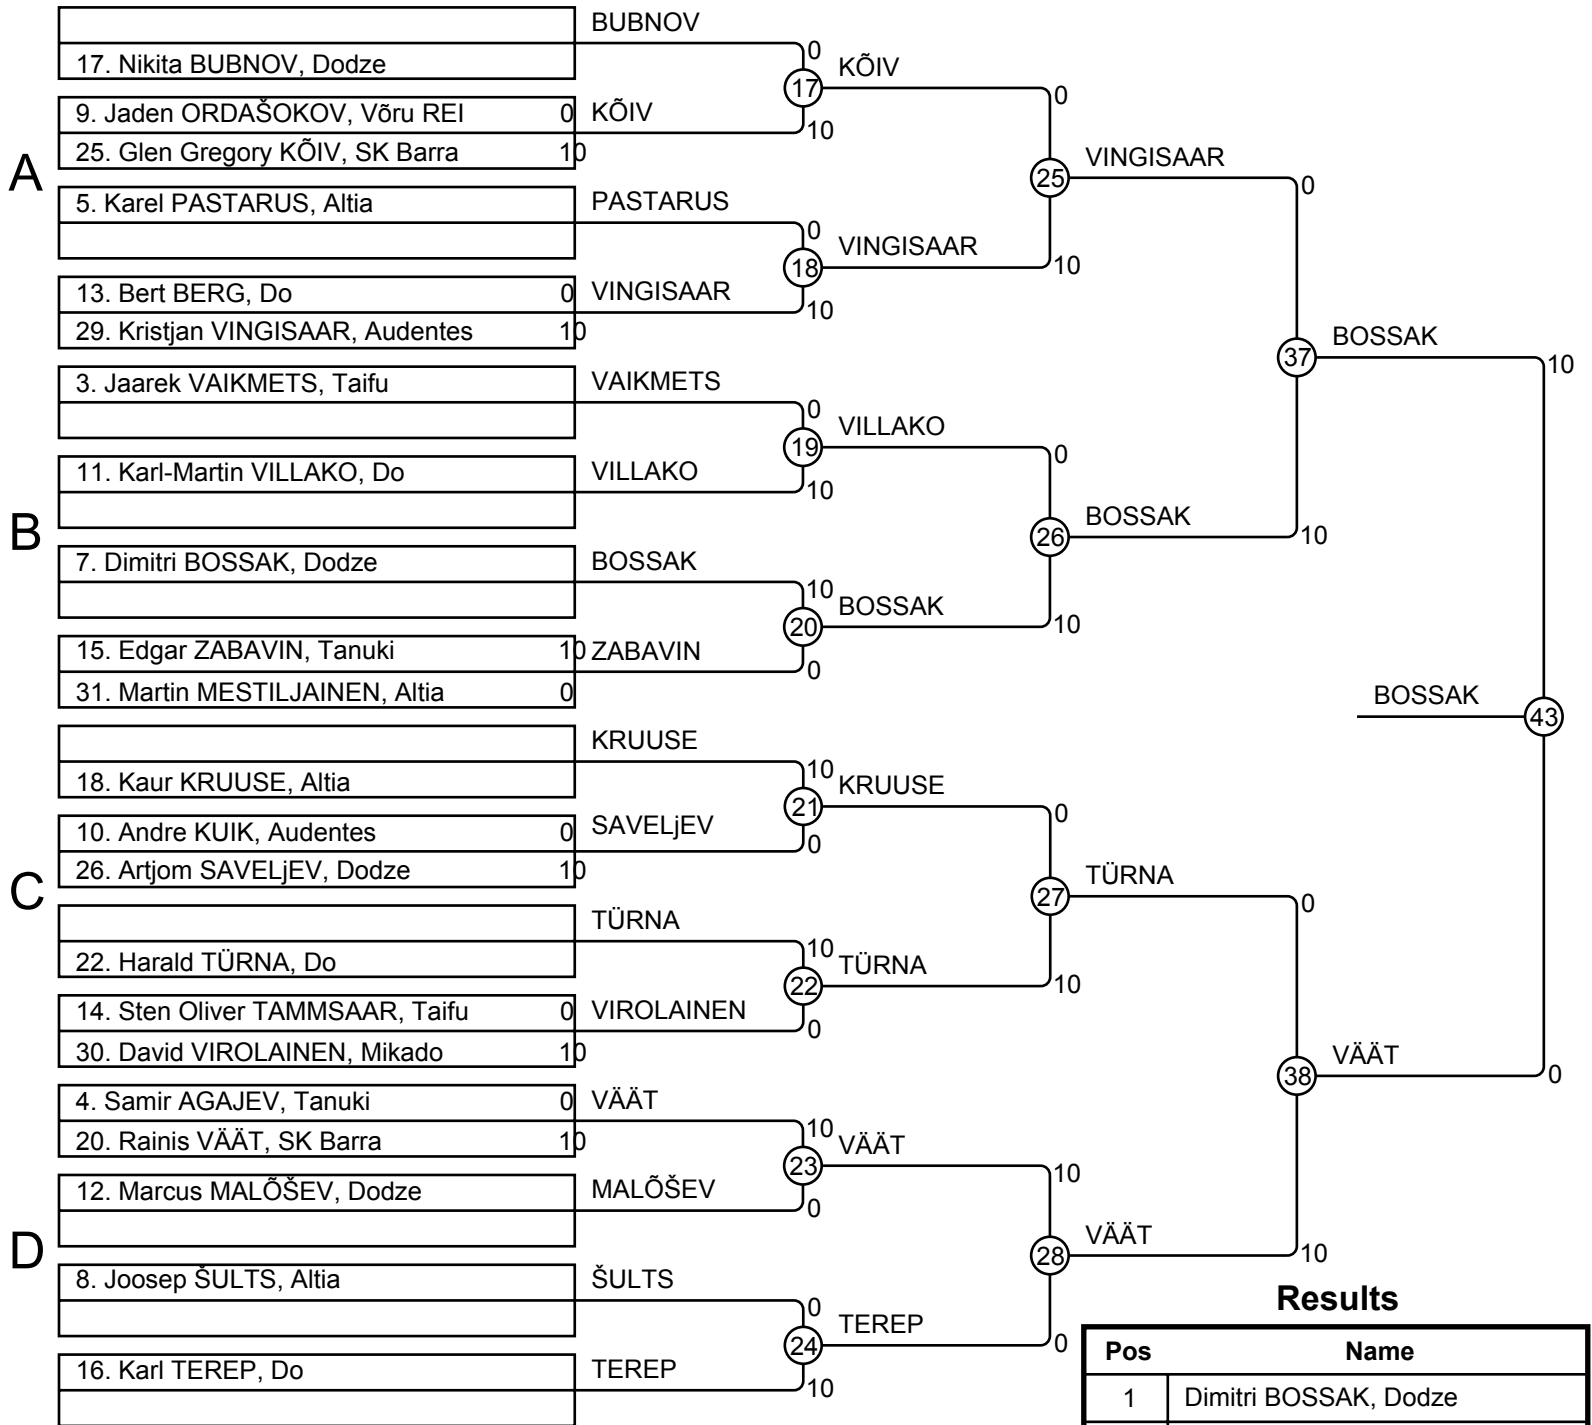 BUBNOV
17. Nikita BUBNOV, Dodze
0
17
KÕIV
9. Jaden ORDAŠOKOV, Võru REI 0
KÕIV
10
25. Glen Gregory KÕIV, SK Barra 10
A
0
25
VINGISAAR
10
5. Karel PASTARUS, Altia
PASTARUS
0
18
VINGISAAR
13. Bert BERG, Do 0
VINGISAAR
10
29. Kristjan VINGISAAR, Audentes 10
0
37
BOSSAK
10
3. Jaarek VAIKMETS, Taifu
VAIKMETS
0
19
VILLAKO
11. Karl-Martin VILLAKO, Do
VILLAKO
10
B
0
26
BOSSAK
10
7. Dimitri BOSSAK, Dodze
BOSSAK
10
20
BOSSAK
15. Edgar ZABAVIN, Tanuki 10
ZABAVIN
0
31. Martin MESTILJAINEN, Altia 0
10
43
BOSSAK
0
KRUUSE
18. Kaur KRUUSE, Altia
10
21
KRUUSE
10. Andre KUIK, Audentes 0
SAVELjEV
0
26. Artjom SAVELjEV, Dodze 10
C
0
27
TÜRNA
10
TÜRNA
22. Harald TÜRNA, Do
10
22
TÜRNA
14. Sten Oliver TAMMSAAR, Taifu 0
VIROLAINEN
0
30. David VIROLAINEN, Mikado 10
0
38
VÄÄT
10
4. Samir AGAJEV, Tanuki 0
VÄÄT
20. Rainis VÄÄT, SK Barra 10
10
23
VÄÄT
12. Marcus MALÕŠEV, Dodze
MALÕŠEV
0
D
10
28
VÄÄT
0
8. Joosep ŠULTS, Altia
ŠULTS
0
24
TEREP
16. Karl TEREP, Do
TEREP
10
Results
Pos Name
1 Dimitri BOSSAK, Dodze